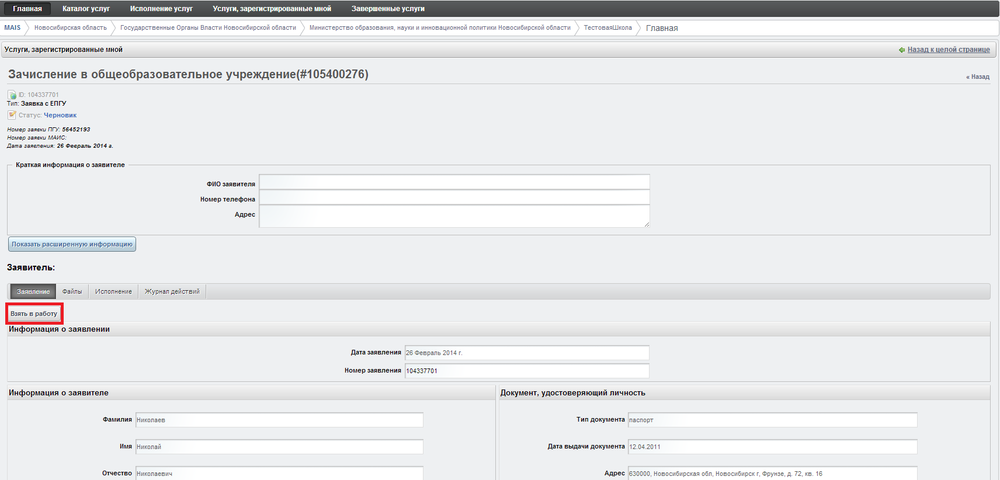 Главная Каталог услуг Исполнение услуг Услуги, зарегистрированные мной Завершенные услуги
MAIS Новосибирская область Государственные Органы Власти Новосибирской области Министерство образования, науки и инновационной политики Новосибирской области ТестоваяШкола Главная
Услуги, зарегистрированные мной Назад к целой странице
Зачисление в общеобразовательное учреждение(#105400276)
« Назад
ID: 104337701
Тип: Заявка с ЕПГУ
Статус: Черновик
Номер заявки ПГУ: 56452193
Номер заявки МАИС:
Дата заявления: 26 Февраль 2014 г.
Краткая информация о заявителе
ФИО заявителя
Номер телефона
Адрес
Показать расширенную информацию
Заявитель:
Заявление Файлы Исполнение Журнал действий
Взять в работу
Информация о заявлении
Дата заявления 26 Февраль 2014 г.
Номер заявления 104337701
Информация о заявителе Документ, удостоверяющий личность
Фамилия Николаев Тип документа паспорт
Имя Николай Дата выдачи документа 12.04.2011
Отчество Николаевич Адрес 630000, Новосибирская обл, Новосибирск г, Фрунзе, д. 72, кв. 16